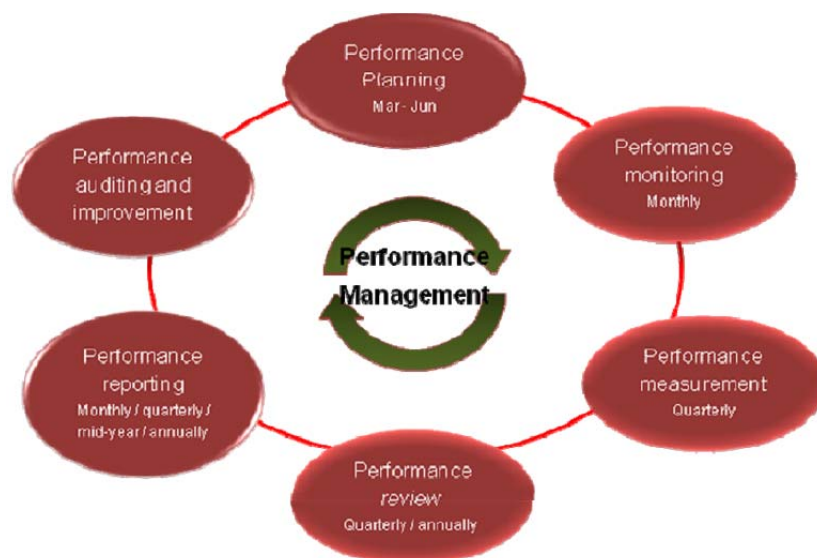 Performance
Planning
Mar - Jun
Performance
monitoring
Monthly
Performance
measurement
Quarterly
Performance
review
Quarterly / annually
Performance
reporting
Monthly / quarterly /
mid-year / annually
Performance
auditing and
improvement
Performance
Management